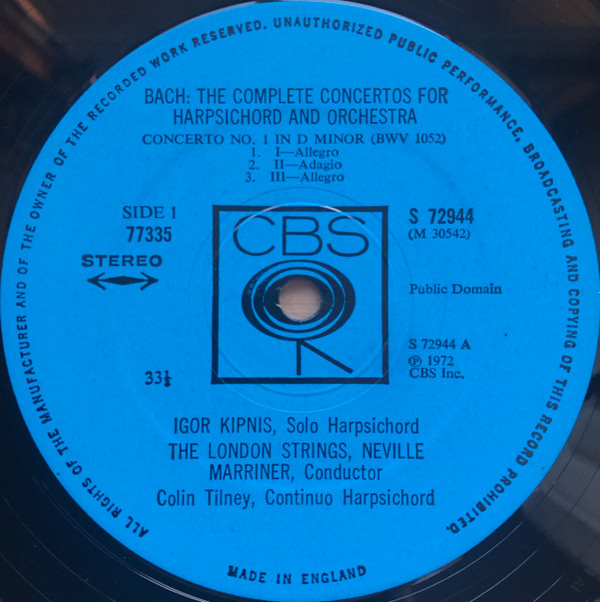 ALL RIGHTS OF THE MANUFACTURER AND OF THE OWNER OF THE RECORDED WORK RESERVED. UNAUTHORIZED PUBLIC PERFORMANCE, BROADCASTING AND COPYING OF THIS RECORD PROHIBITED.
BACH: THE COMPLETE CONCERTOS FOR
HARPSICHORD AND ORCHESTRA
CONCERTO NO. 1 IN D MINOR (BWV 1052)
1. I—Allegro
2. II—Adagio
3. III—Allegro
SIDE 1
77335
STEREO
CBS
S 72944
(M 30542)
Public Domain
33⅓
S 72944 A
℗ 1972
CBS Inc.
IGOR KIPNIS, Solo Harpsichord
THE LONDON STRINGS, NEVILLE
MARRINER, Conductor
Colin Tilney, Continuo Harpsichord
MADE IN ENGLAND